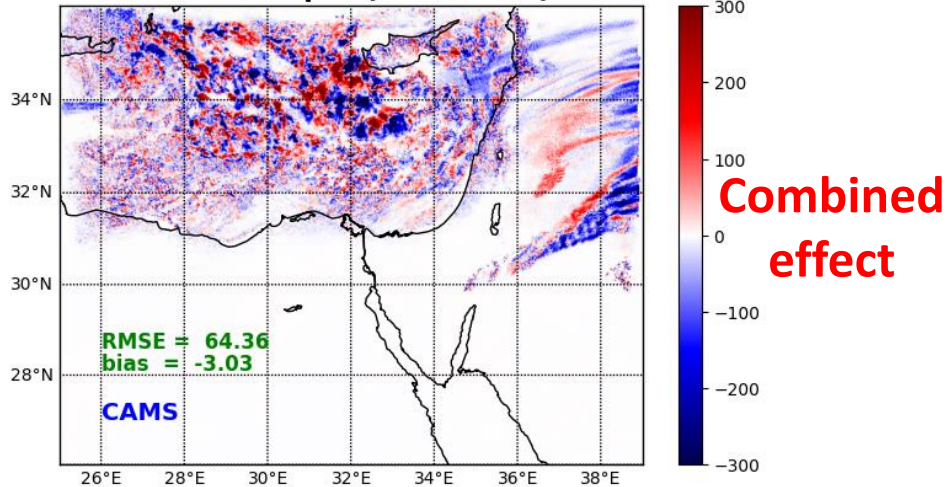 34°N
32°N
30°N
28°N
RMSE = 64.36
bias = -3.03
CAMS
26°E 28°E 30°E 32°E 34°E 36°E 38°E
300
200
100
0
−100
−200
−300
Combined
effect